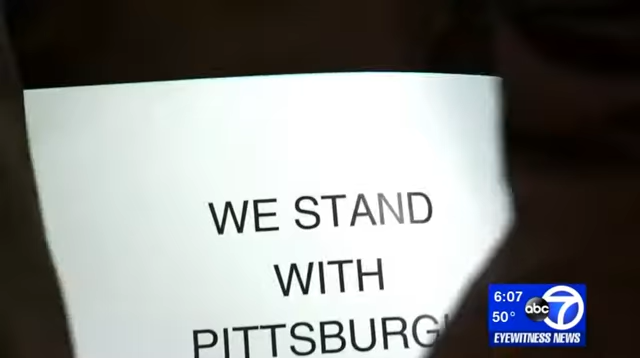 WE STAND
WITH
PITTSBURG
6:07
50°
abc 7
EYEWITNESS NEWS